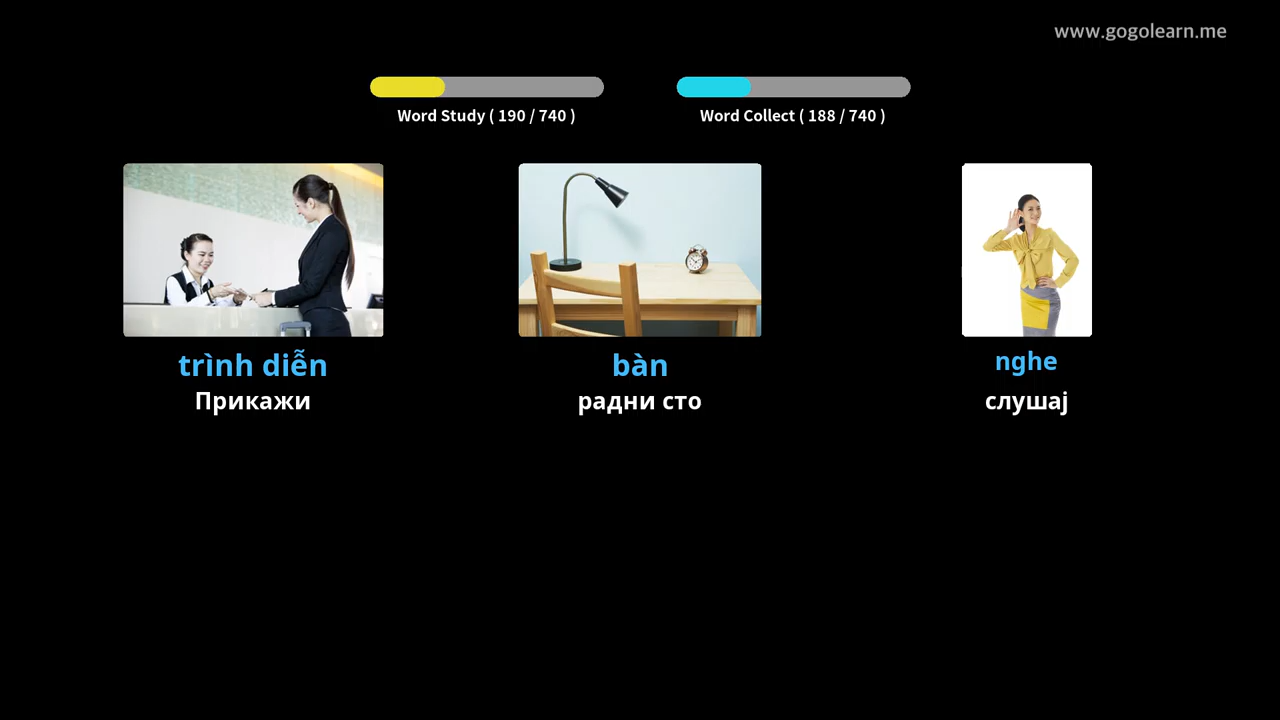 www.gogolearn.me
Word Study ( 190 / 740 )
Word Collect ( 188 / 740 )
trình diễn
Прикажи
bàn
радни сто
nghe
слушај